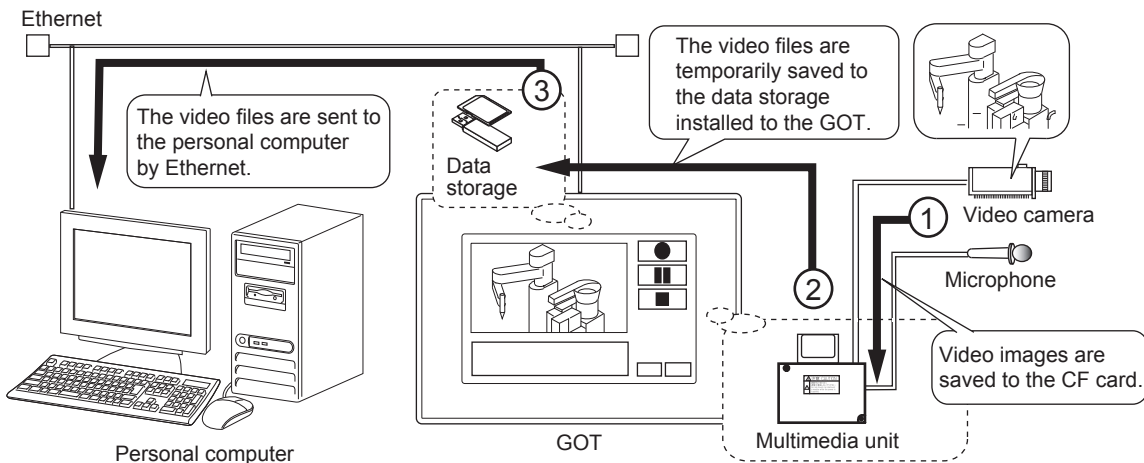 Ethernet
The video files are sent to
the personal computer
by Ethernet.
3
Data
storage
The video files are
temporarily saved to
the data storage
installed to the GOT.
1
Video camera
Microphone
2
Video images are
saved to the CF card.
Personal computer
GOT
Multimedia unit